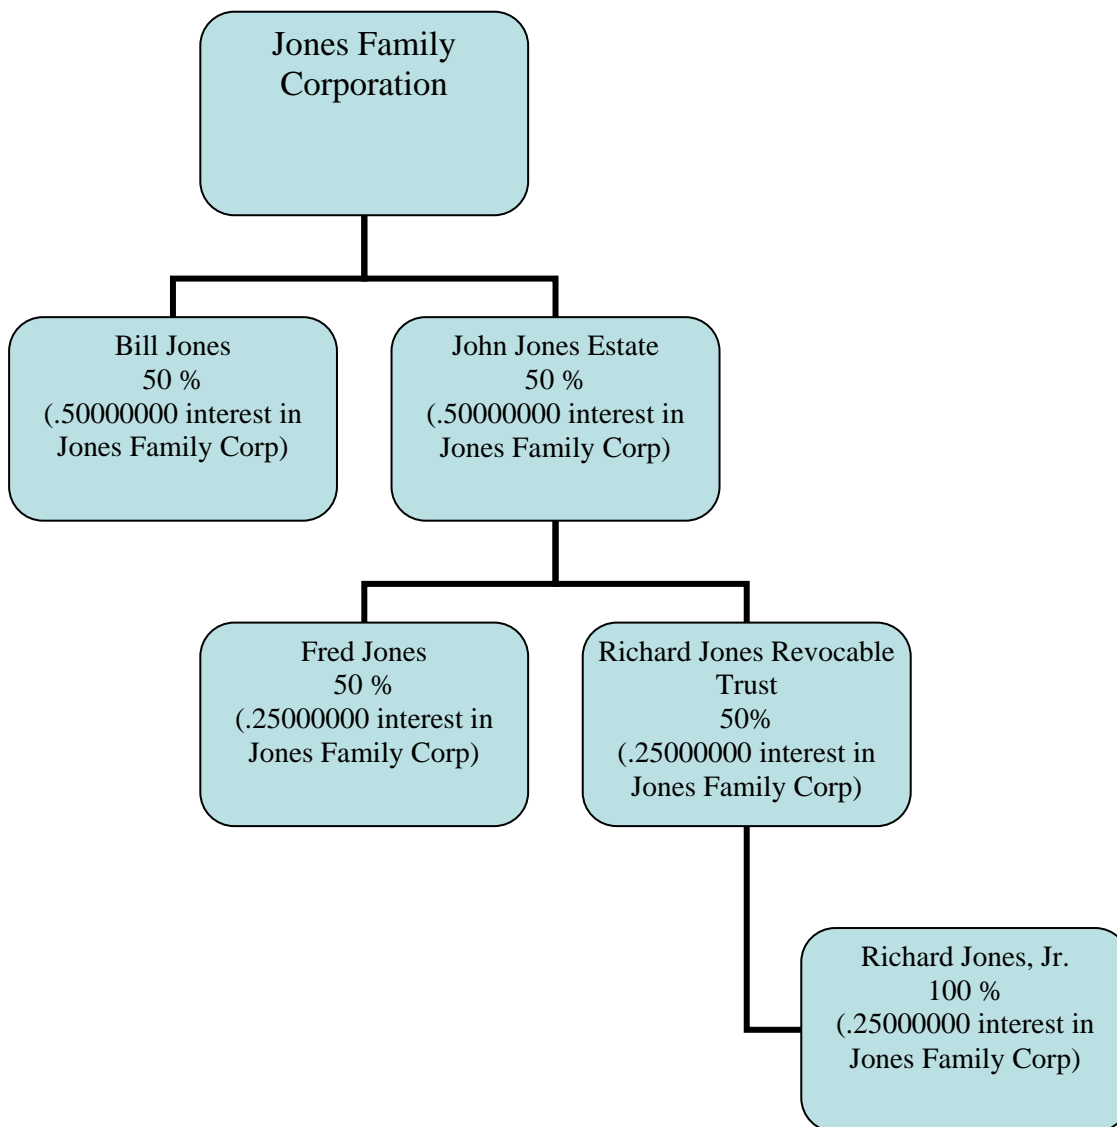 Jones Family
Corporation
Bill Jones
50 %
(.50000000 interest in
Jones Family Corp)
John Jones Estate
50 %
(.50000000 interest in
Jones Family Corp)
Fred Jones
50 %
(.25000000 interest in
Jones Family Corp)
Richard Jones Revocable
Trust
50%
(.25000000 interest in
Jones Family Corp)
Richard Jones, Jr.
100 %
(.25000000 interest in
Jones Family Corp)